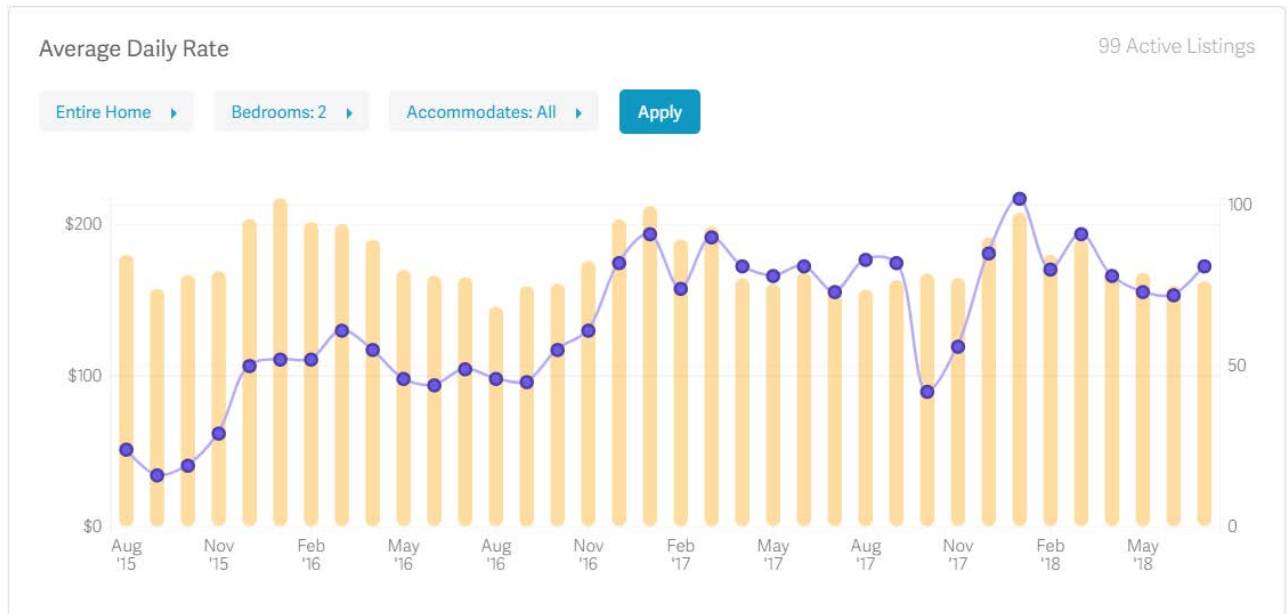 Average Daily Rate
99 Active Listings
Entire Home
Bedrooms: 2
Accommodates: All
Apply
$200
$100
$0
100
50
0
Aug
'15
Nov
'15
Feb
'16
May
'16
Aug
'16
Nov
'16
Feb
'17
May
'17
Aug
'17
Nov
'17
Feb
'18
May
'18